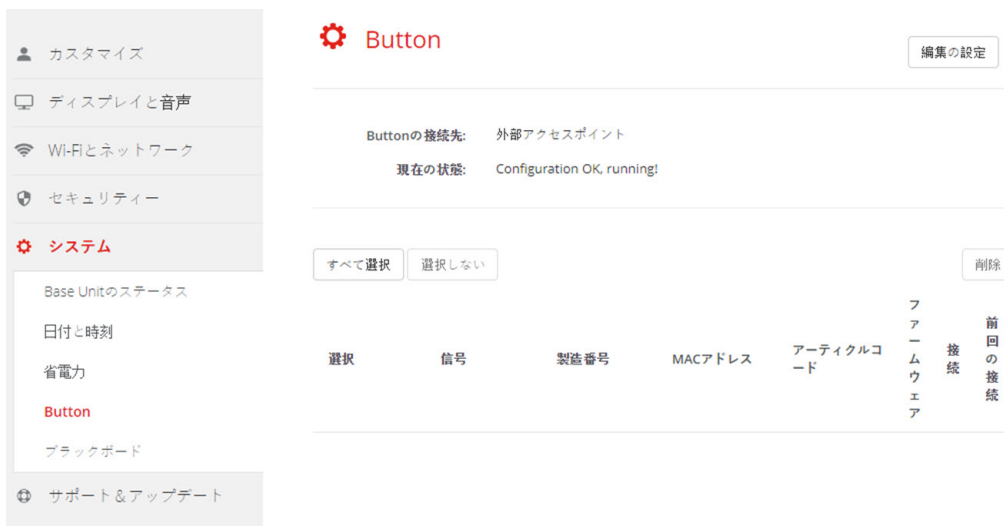 カスタマイズ
ディスプレイと音声
Wi-Fiとネットワーク
セキュリティー
システム
Base Unitのステータス
日付と時刻
省電力
Button
ブラックボード
サポート＆アップデート
Button
編集の設定
Buttonの接続先: 外部アクセスポイント
現在の状態: Configuration OK, running!
すべて選択 選択しない 削除
選択 信号 製造番号 MACアドレス アーティクルコード ファームウェア 接続 前回の接続